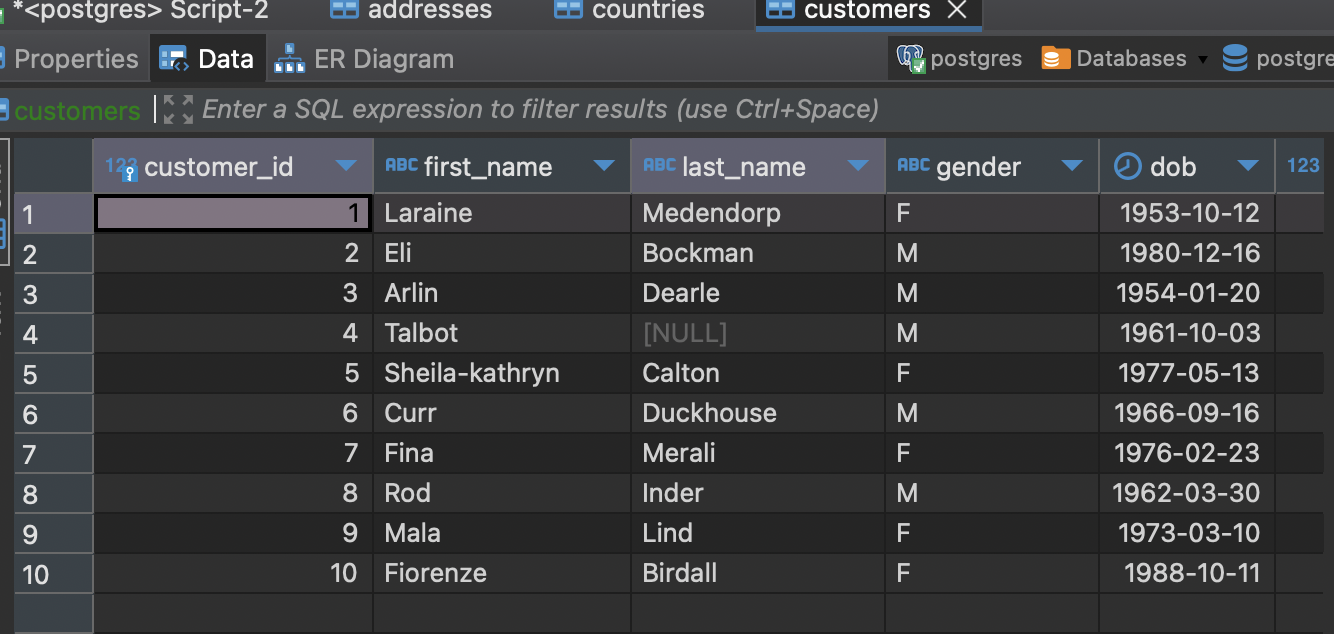 *<postgres> Script-2 addresses countries customers
Properties Data ER Diagram postgres Databases postgre
customers Enter a SQL expression to filter results (use Ctrl+Space)
123 customer_id ABC first_name ABC last_name ABC gender dob 123
1 1 Laraine Medendorp F 1953-10-12
2 2 Eli Bockman M 1980-12-16
3 3 Arlin Dearle M 1954-01-20
4 4 Talbot [NULL] M 1961-10-03
5 5 Sheila-kathryn Calton F 1977-05-13
6 6 Curr Duckhouse M 1966-09-16
7 7 Fina Merali F 1976-02-23
8 8 Rod Inder M 1962-03-30
9 9 Mala Lind F 1973-03-10
10 10 Fiorenze Birdall F 1988-10-11